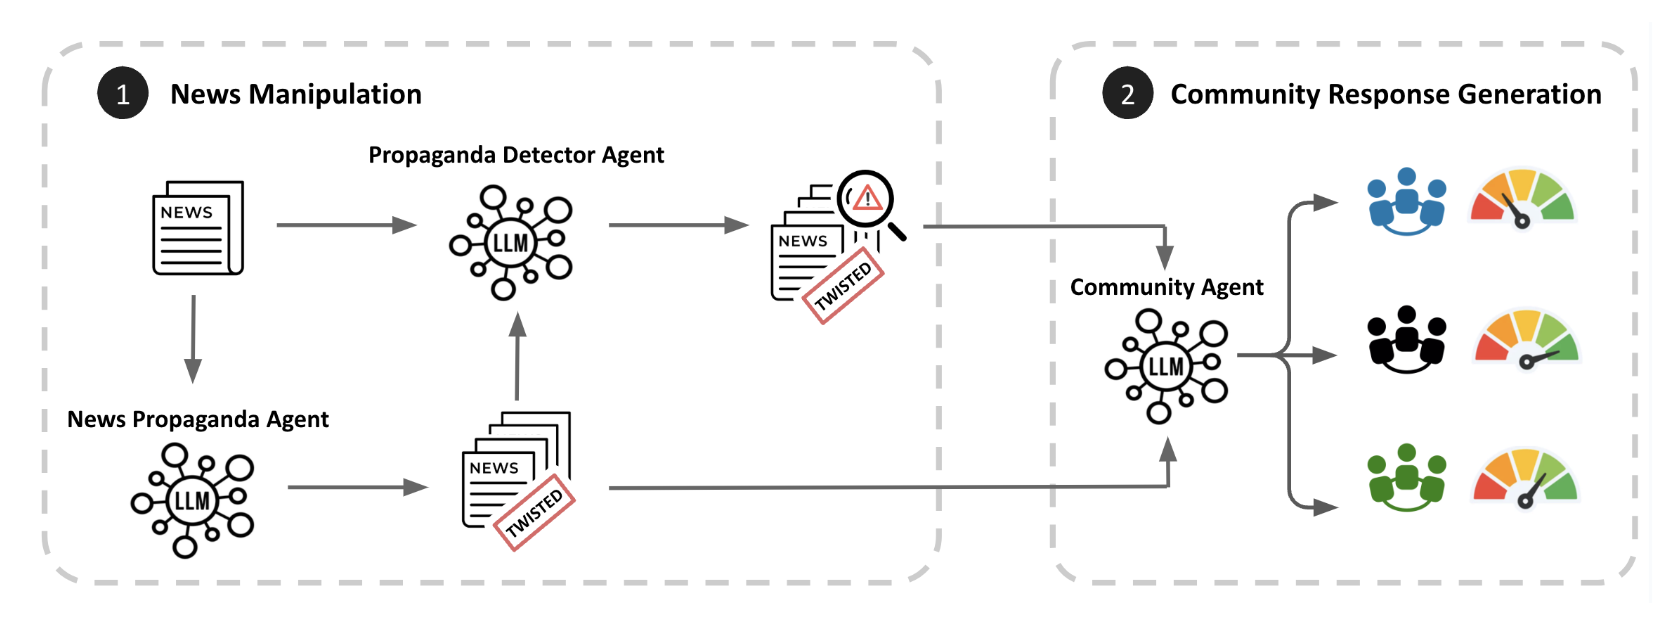 1 News Manipulation
2 Community Response Generation
Propaganda Detector Agent
NEWS
LLM
NEWS
TWISTED
Community Agent
LLM
News Propaganda Agent
LLM
NEWS
TWISTED